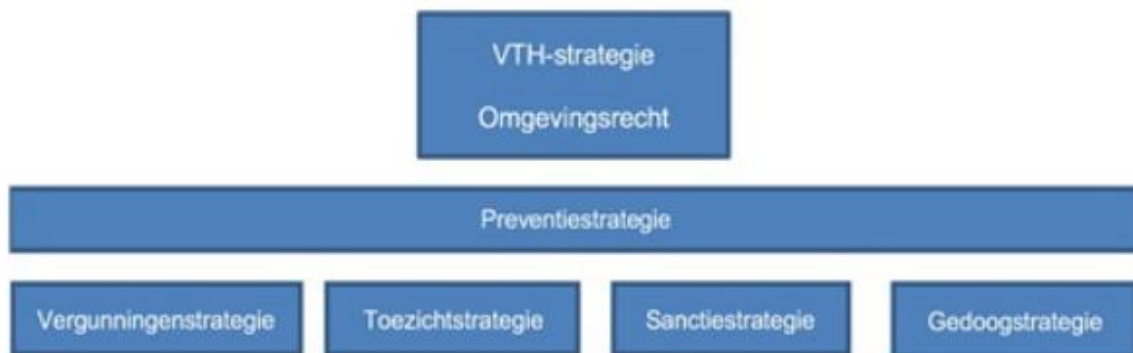 VTH-strategie
Omgevingsrecht
Preventiestrategie
Vergunningenstrategie
Toezichtstrategie
Sanctiestrategie
Gedoogstrategie